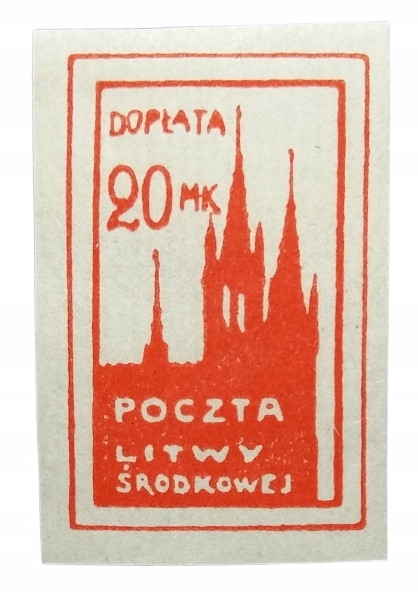 DOPŁATA
20 MK
POCZTA
LITWY
ŚRODKOWEJ